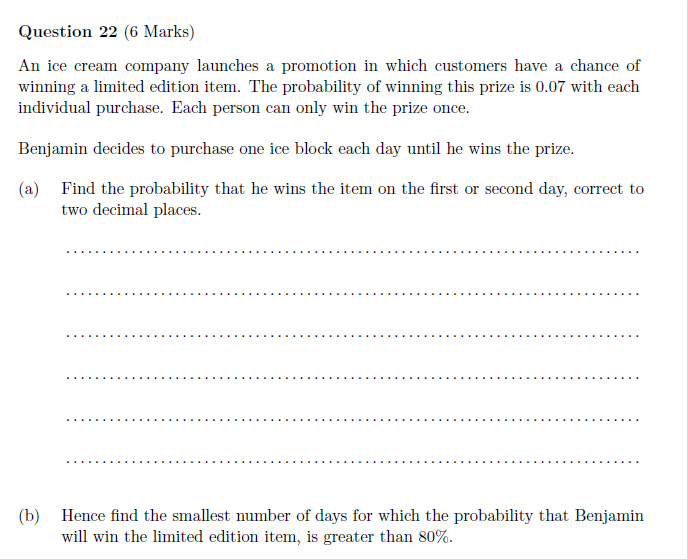 Question 22 (6 Marks)
An ice cream company launches a promotion in which customers have a chance of
winning a limited edition item. The probability of winning this prize is 0.07 with each
individual purchase. Each person can only win the prize once.
Benjamin decides to purchase one ice block each day until he wins the prize.
(a) Find the probability that he wins the item on the first or second day, correct to
two decimal places.
(b) Hence find the smallest number of days for which the probability that Benjamin
will win the limited edition item, is greater than 80%.